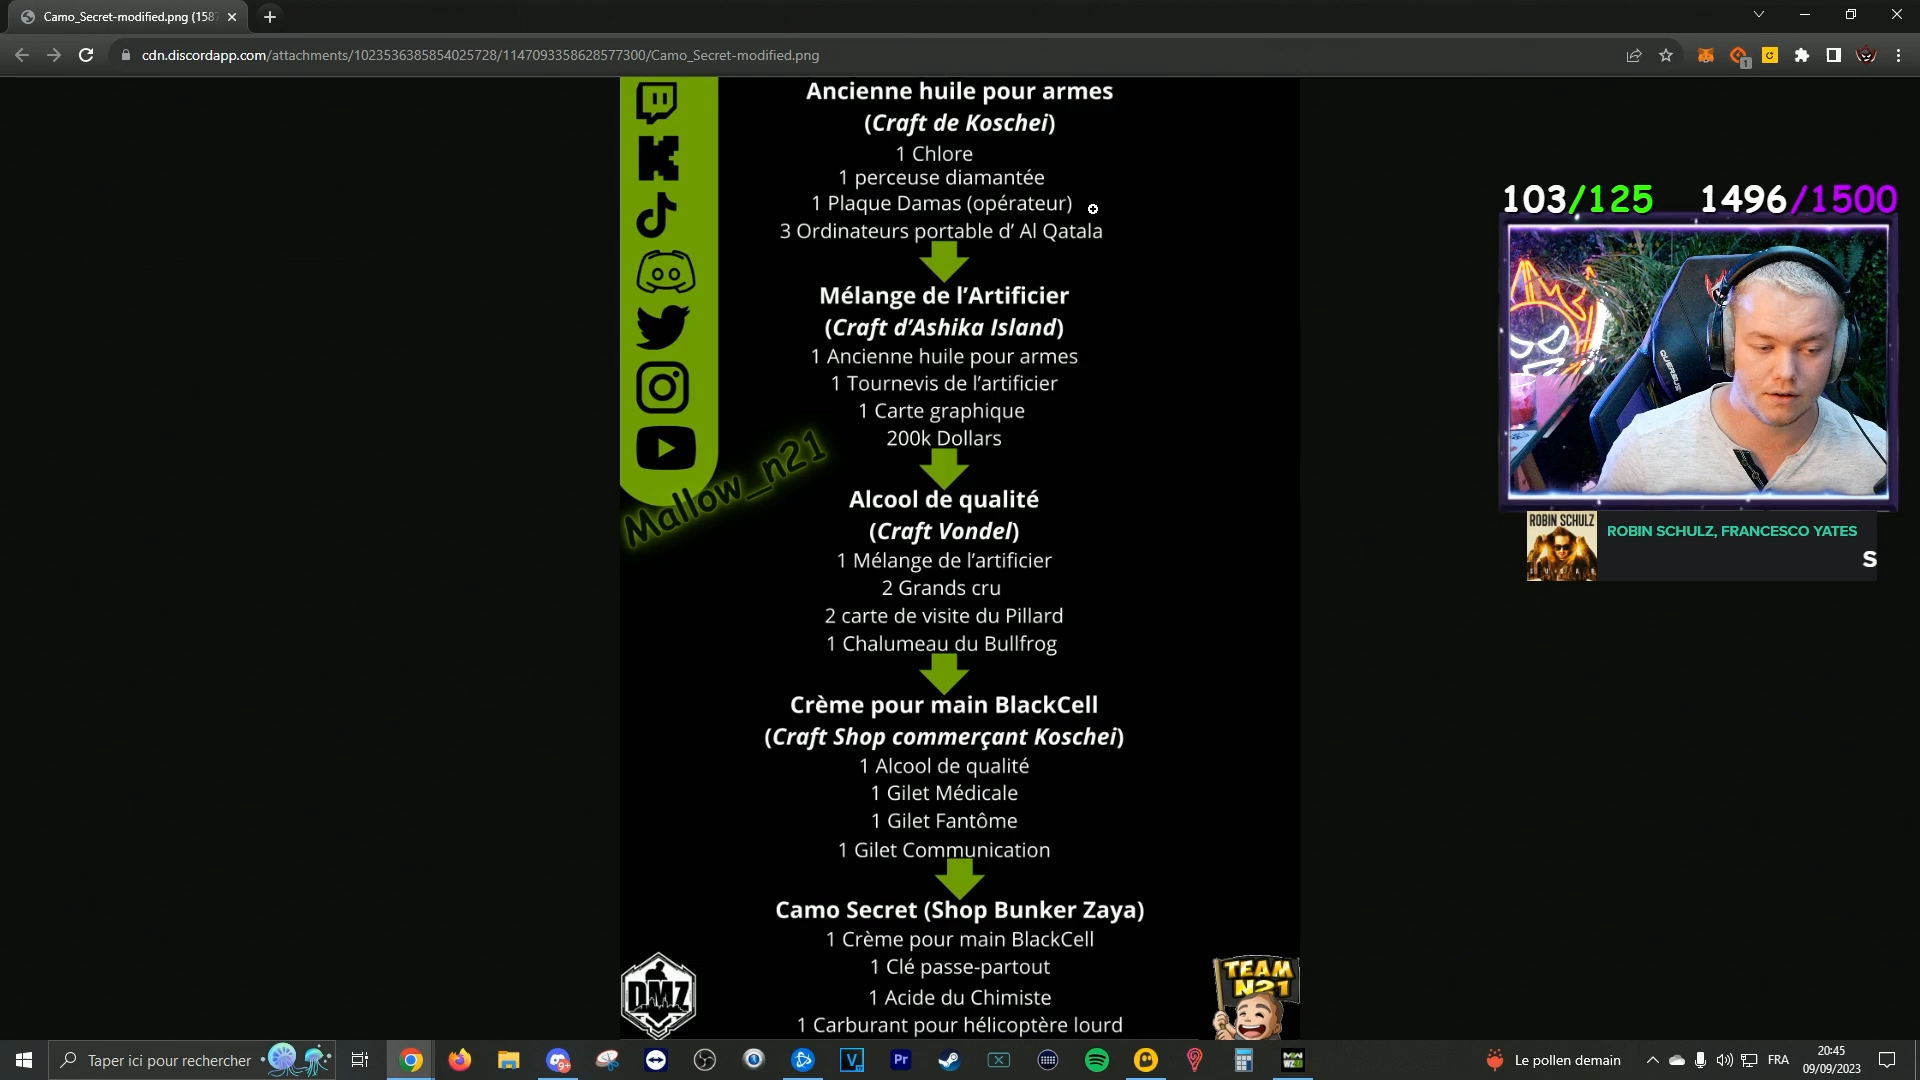 Camo_Secret-modified.png (158
cdn.discordapp.com/attachments/1023536385854025728/1147093358628577300/Camo_Secret-modified.png
1
Ancienne huile pour armes
(Craft de Koschei)
1 Chlore
1 perceuse diamantée
1 Plaque Damas (opérateur)
3 Ordinateurs portable d’ Al Qatala
Mélange de l’Artificier
(Craft d’Ashika Island)
1 Ancienne huile pour armes
1 Tournevis de l’artificier
1 Carte graphique
200k Dollars
Mallow_n21
Alcool de qualité
(Craft Vondel)
1 Mélange de l’artificier
2 Grands cru
2 carte de visite du Pillard
1 Chalumeau du Bullfrog
Crème pour main BlackCell
(Craft Shop commerçant Koschei)
1 Alcool de qualité
1 Gilet Médicale
1 Gilet Fantôme
1 Gilet Communication
Camo Secret (Shop Bunker Zaya)
1 Crème pour main BlackCell
1 Clé passe-partout
1 Acide du Chimiste
1 Carburant pour hélicoptère lourd
DMZ
TEAM
N21
103/125 1496/1500
QUERSUS
ROBIN SCHULZ
ROBIN SCHULZ, FRANCESCO YATES
S
Taper ici pour rechercher
9+
V
Pr
Le pollen demain
FRA
20:45
09/09/2023